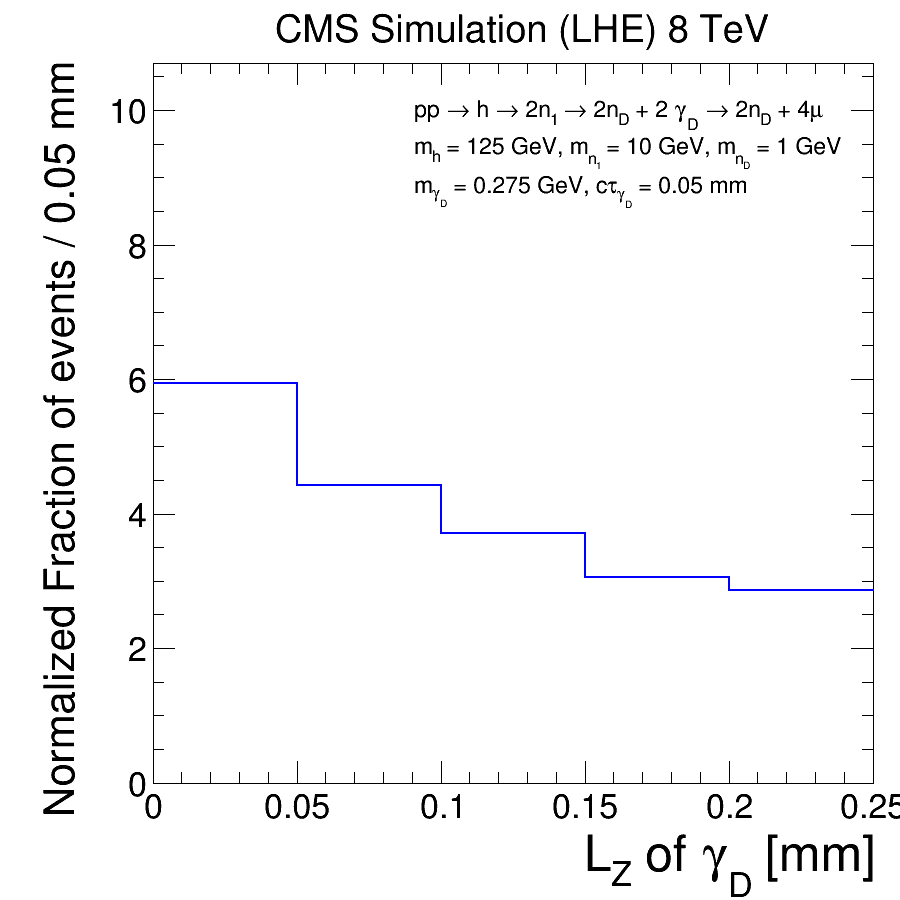 CMS Simulation (LHE) 8 TeV
pp → h → 2n1 → 2nD + 2 γD → 2nD + 4μ
mh = 125 GeV, mn1 = 10 GeV, mnD = 1 GeV
mγD = 0.275 GeV, cτγD = 0.05 mm
Normalized Fraction of events / 0.05 mm
10
8
6
4
2
0
0 0.05 0.1 0.15 0.2 0.25
LZ of γD [mm]